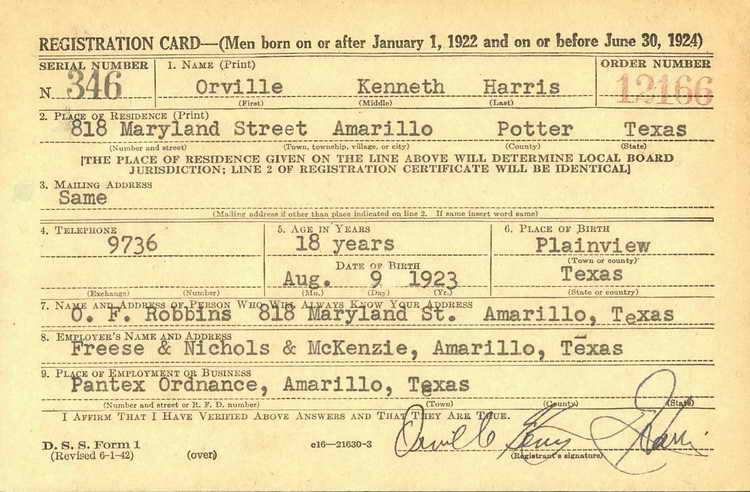 REGISTRATION CARD—(Men born on or after January 1, 1922 and on or before June 30, 1924)
SERIAL NUMBER 1. NAME (Print) ORDER NUMBER
N 346 Orville Kenneth Harris 12166
(First) (Middle) (Last)
2. PLACE OF RESIDENCE (Print)
818 Maryland Street Amarillo Potter Texas
(Number and street) (Town, township, village, or city) (County) (State)
[THE PLACE OF RESIDENCE GIVEN ON THE LINE ABOVE WILL DETERMINE LOCAL BOARD
JURISDICTION; LINE 2 OF REGISTRATION CERTIFICATE WILL BE IDENTICAL]
3. MAILING ADDRESS
Same
(Mailing address if other than place indicated on line 2. If same insert word same)
4. TELEPHONE 5. AGE IN YEARS 6. PLACE OF BIRTH
9736 18 years Plainview
DATE OF BIRTH (Town or county)
Aug. 9 1923 Texas
(Exchange) (Number) (Mo.) (Day) (Yr.) (State or country)
7. NAME AND ADDRESS OF PERSON WHO WILL ALWAYS KNOW YOUR ADDRESS
O. F. Robbins 818 Maryland St. Amarillo, Texas
8. EMPLOYER'S NAME AND ADDRESS
Freese & Nichols & McKenzie, Amarillo, Texas
9. PLACE OF EMPLOYMENT OR BUSINESS
Pantex Ordnance, Amarillo, Texas
(Number and street or R. F. D. number) (Town) (County) (State)
I AFFIRM THAT I HAVE VERIFIED ABOVE ANSWERS AND THAT THEY ARE TRUE.
Orville Harris
D. S. S. Form 1 c16—21630-3 (Registrant's signature)
(Revised 6-1-42) (over)